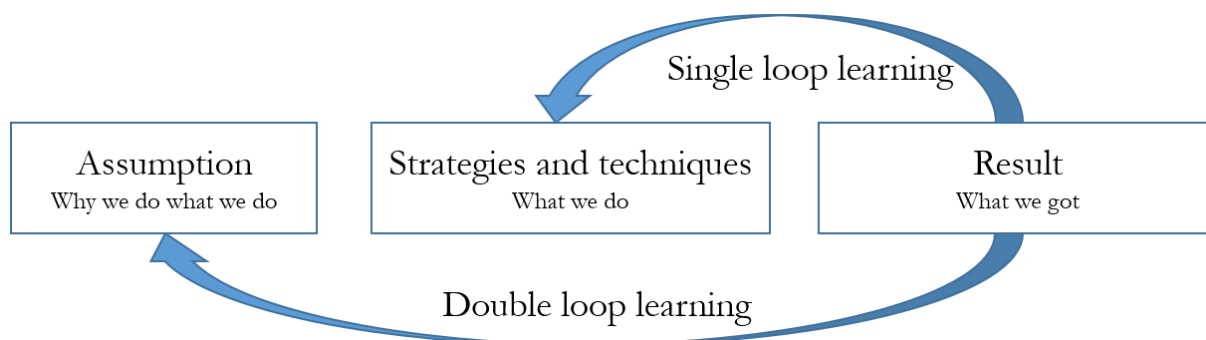 Single loop learning
Assumption
Why we do what we do
Strategies and techniques
What we do
Result
What we got
Double loop learning